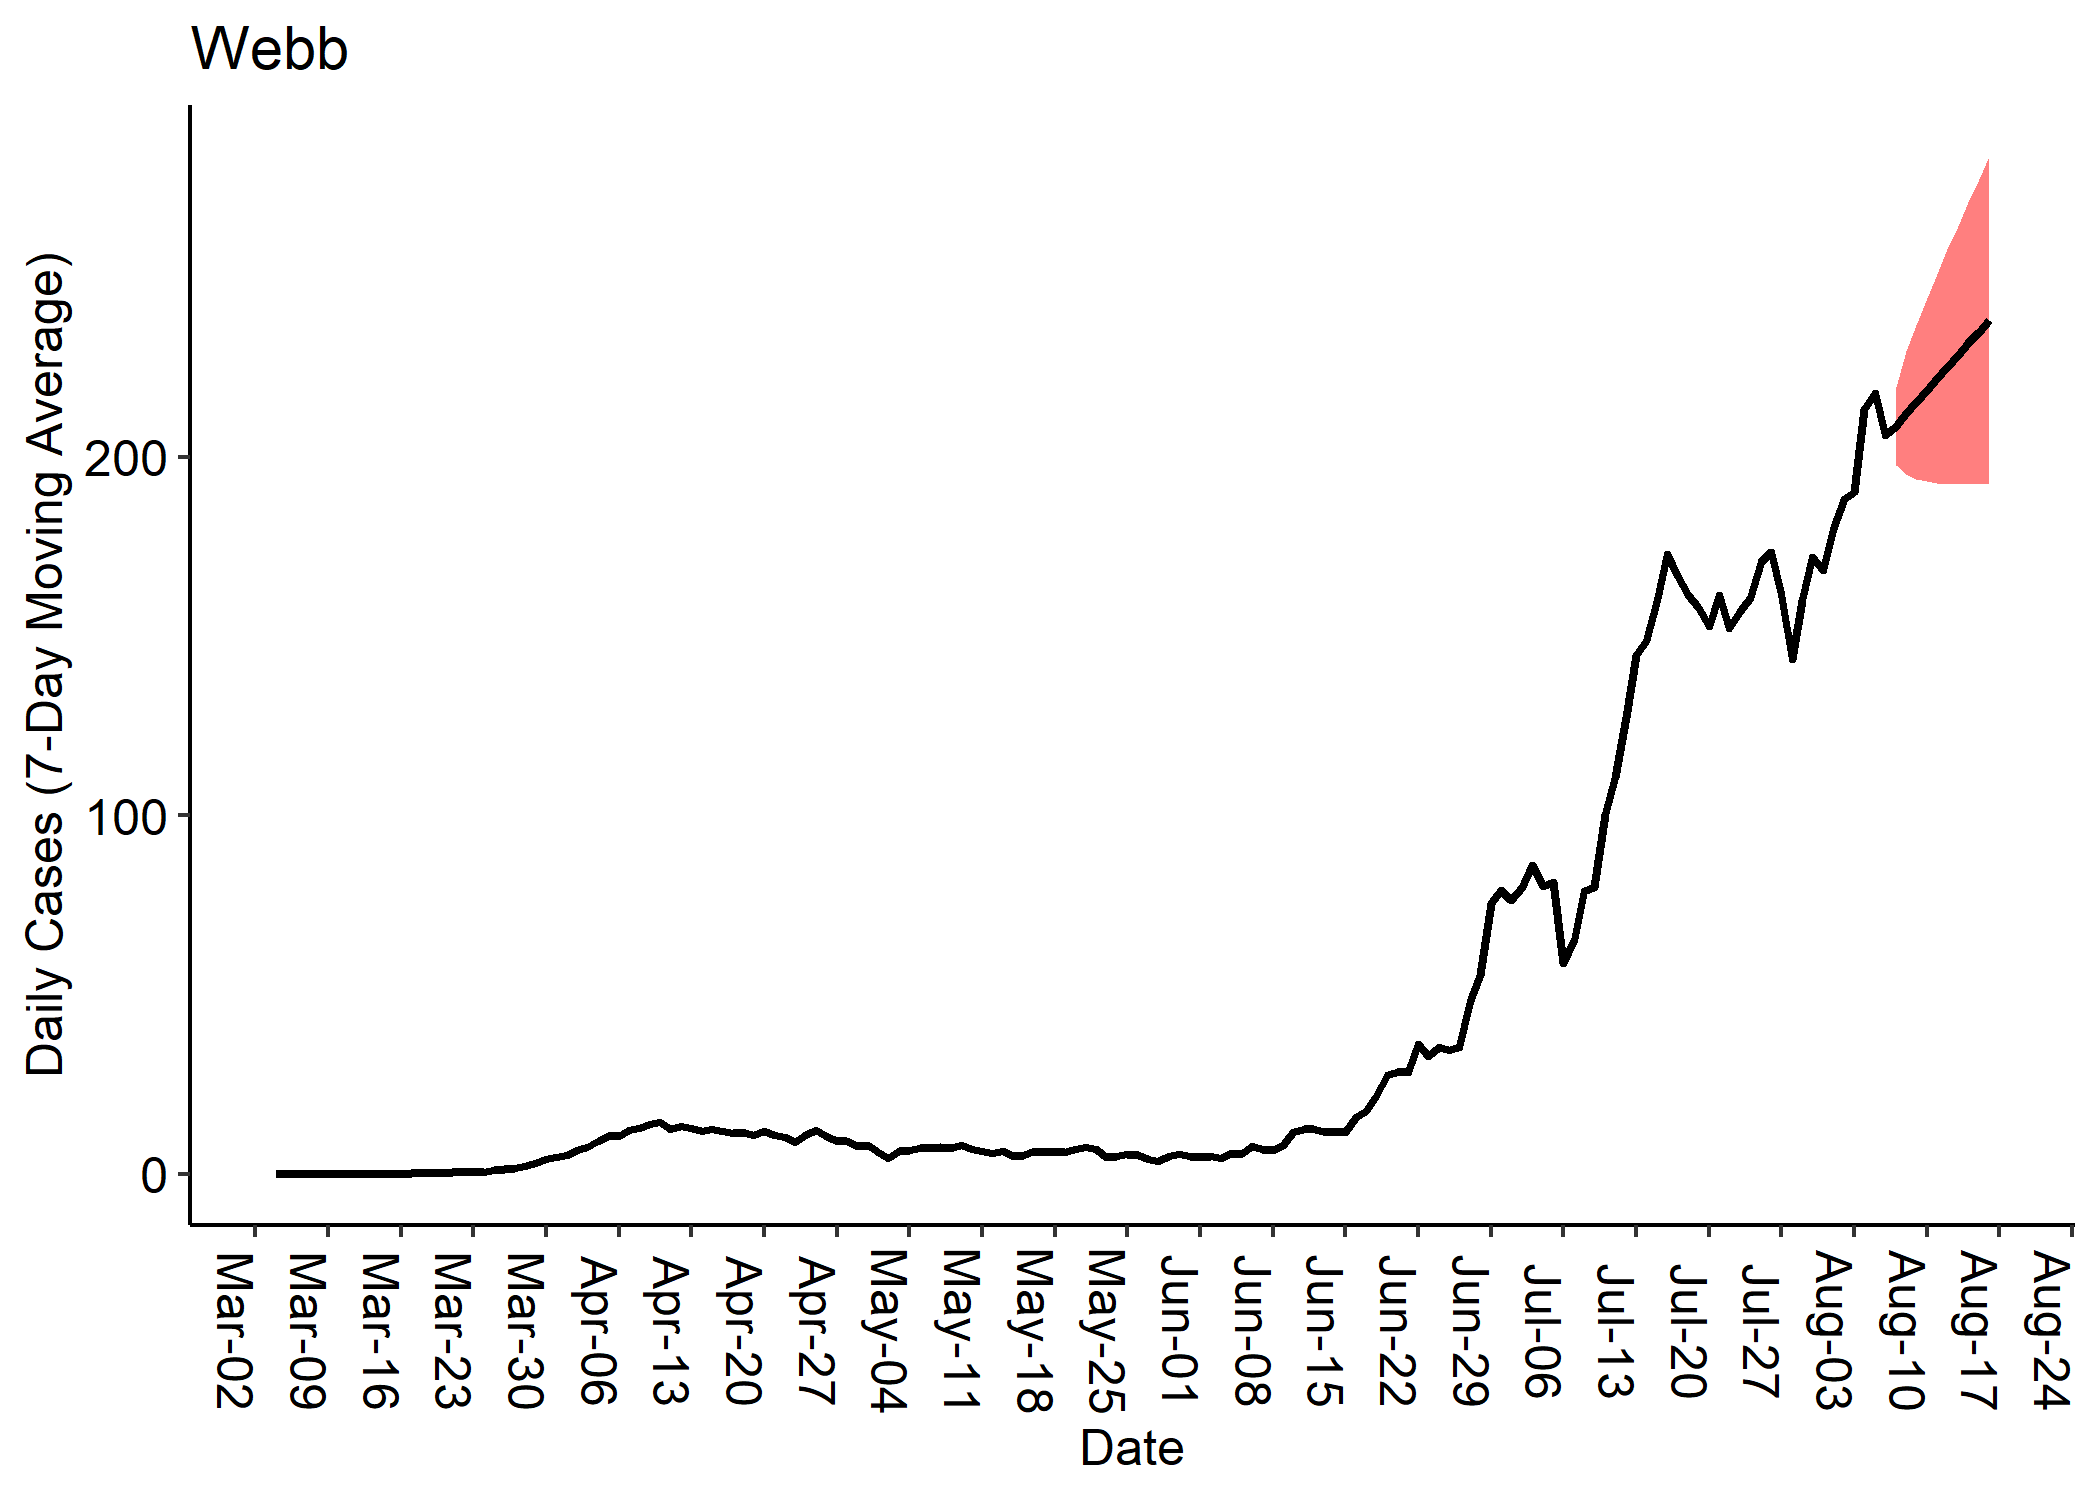 Webb
Daily Cases (7-Day Moving Average)
200
100
0
Mar-02
Mar-09
Mar-16
Mar-23
Mar-30
Apr-06
Apr-13
Apr-20
Apr-27
May-04
May-11
May-18
May-25
Jun-01
Jun-08
Jun-15
Jun-22
Jun-29
Jul-06
Jul-13
Jul-20
Jul-27
Aug-03
Aug-10
Aug-17
Aug-24
Date